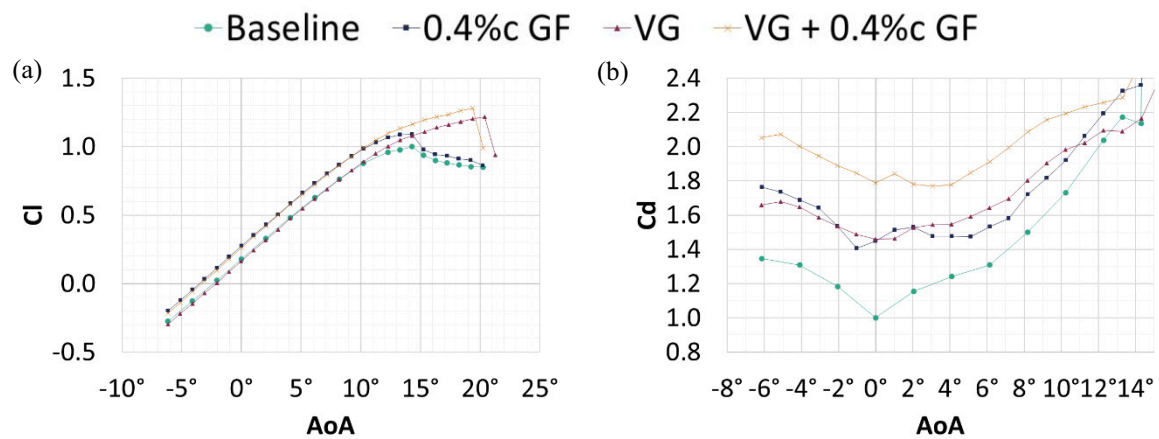 Baseline 0.4%c GF VG VG + 0.4%c GF
(a)
1.5
1.0
0.5
0.0
-0.5
Cl
-10° -5° 0° 5° 10° 15° 20° 25°
AoA
(b)
2.4
2.2
2.0
1.8
1.6
1.4
1.2
1.0
0.8
Cd
-8° -6° -4° -2° 0° 2° 4° 6° 8° 10° 12° 14°
AoA